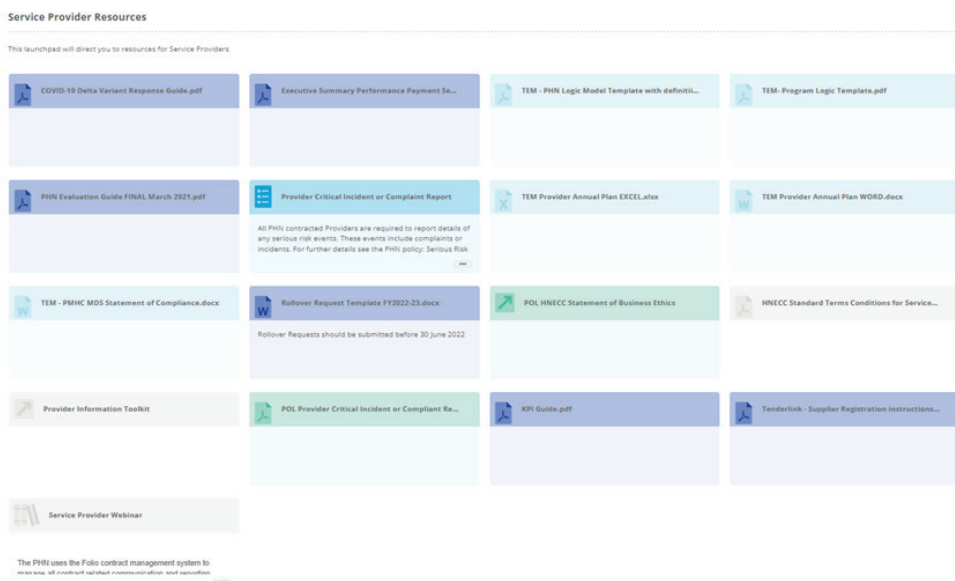 Service Provider Resources
This launchpad will direct you to resources for Service Providers
COVID-19 Delta Variant Response Guide.pdf
Executive Summary Performance Payment Se...
TEM - PHN Logic Model Template with definitii...
TEM- Program Logic Template.pdf
PHN Evaluation Guide FINAL March 2021.pdf
Provider Critical Incident or Complaint Report
All PHN contracted Providers are required to report details of
any serious risk events. These events include complaints or
incidents. For further details see the PHN policy: Serious Risk
TEM Provider Annual Plan EXCEL.xlsx
TEM Provider Annual Plan WORD.docx
TEM - PMHC MDS Statement of Compliance.docx
Rollover Request Template FY2022-23.docx
Rollover Requests should be submitted before 30 June 2022
POL HNECC Statement of Business Ethics
HNECC Standard Terms Conditions for Service...
Provider Information Toolkit
POL Provider Critical Incident or Compliant Re...
KPI Guide.pdf
Tenderlink - Supplier Registration instructions...
Service Provider Webinar
The PHN uses the Folio contract management system to
manage all contract related communication and reporting